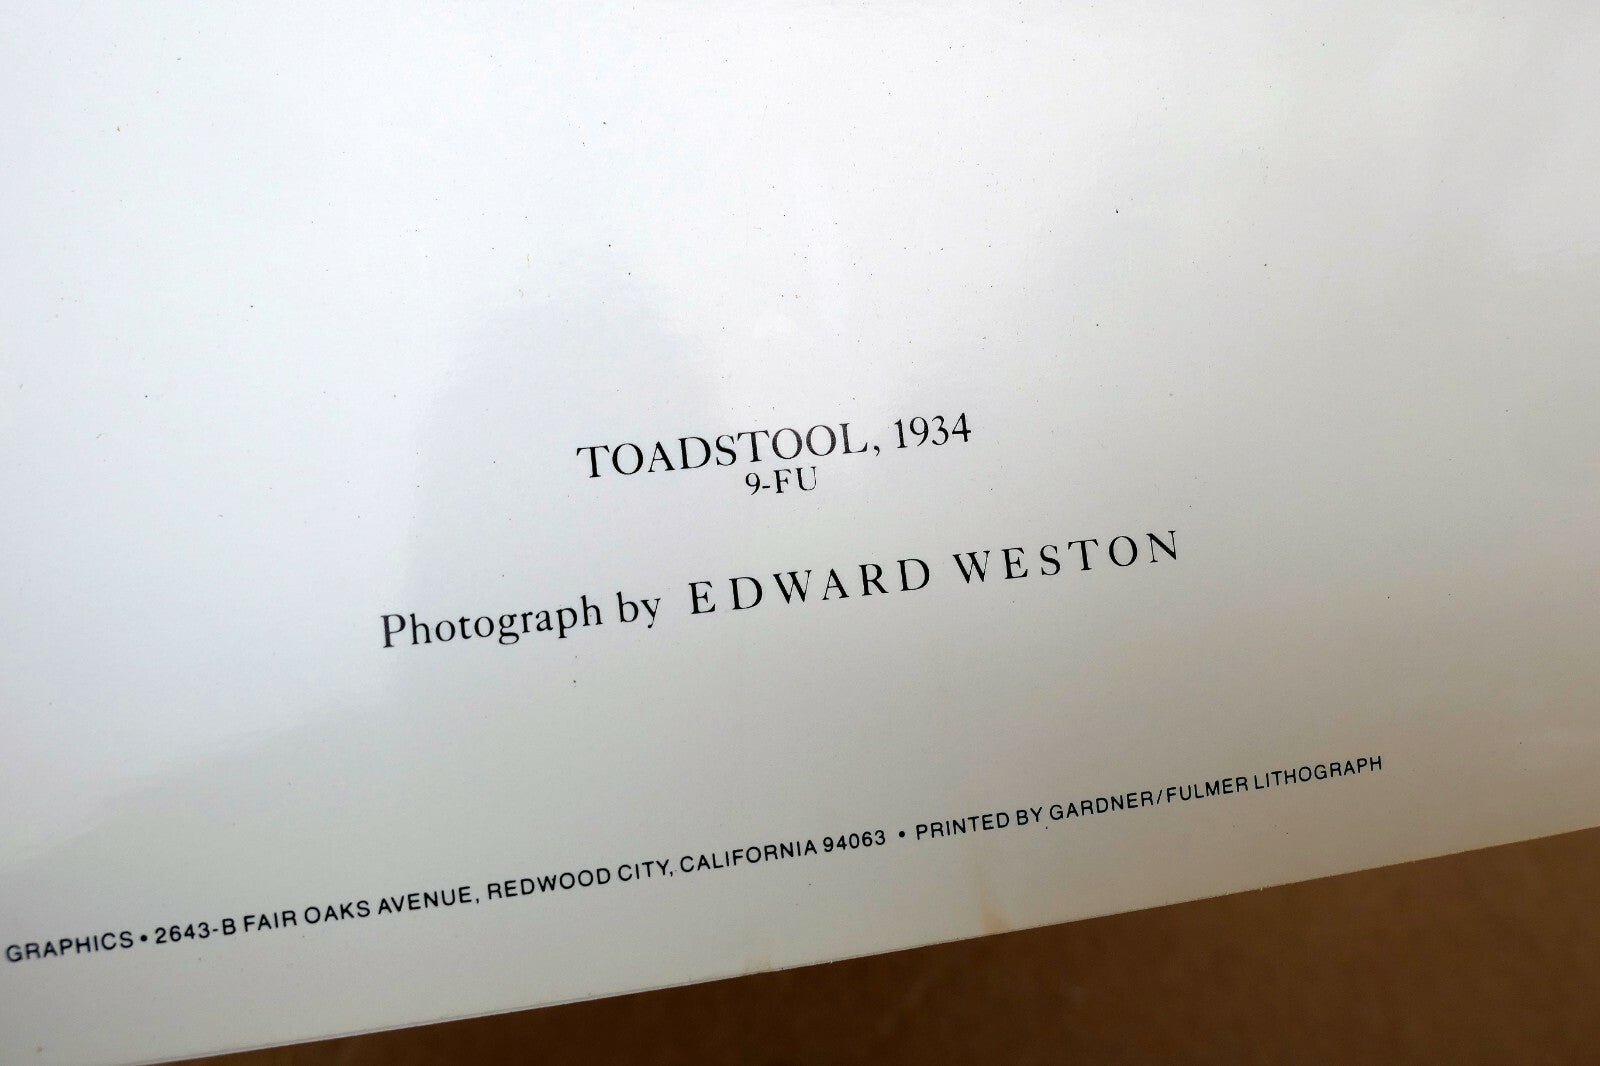 TOADSTOOL, 1934
9-FU
Photograph by EDWARD WESTON
GRAPHICS • 2643-B FAIR OAKS AVENUE, REDWOOD CITY, CALIFORNIA 94063 • PRINTED BY GARDNER/FULMER LITHOGRAPH